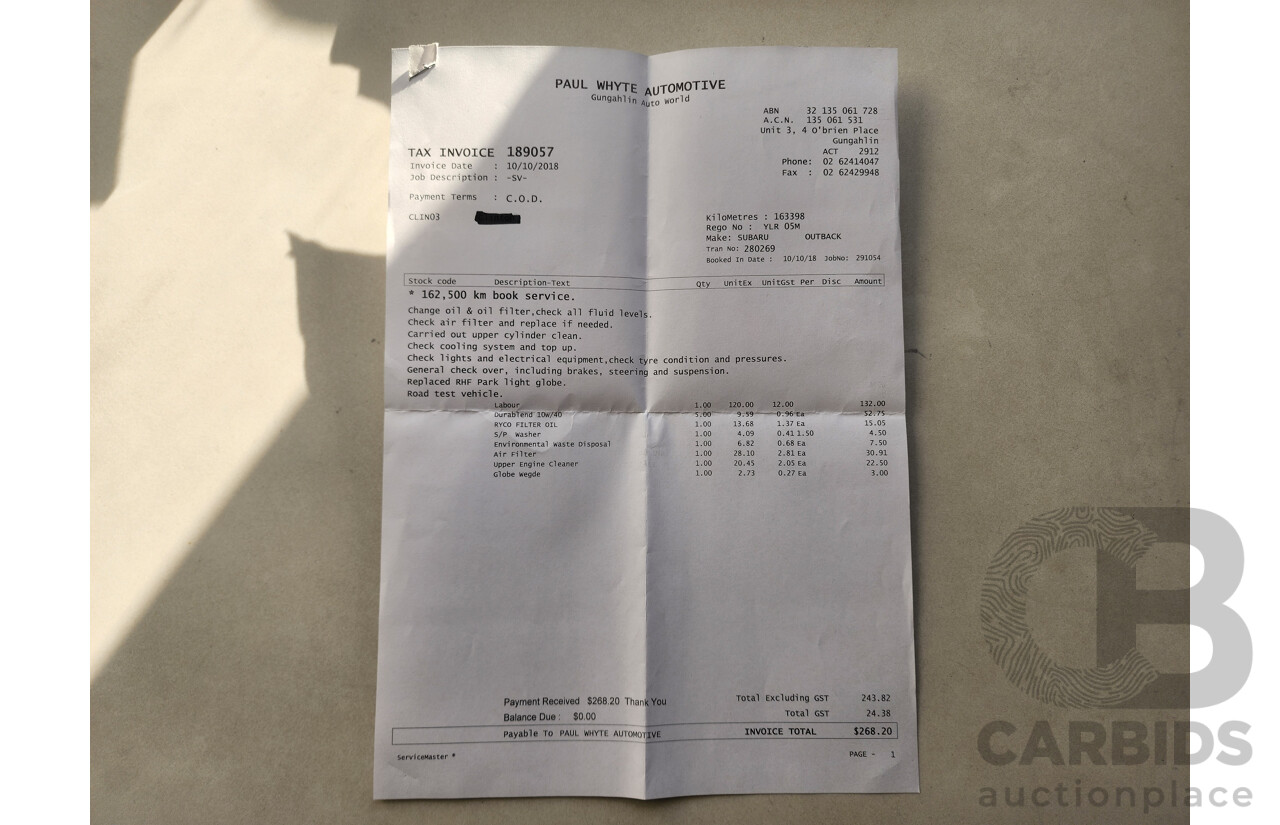 PAUL WHYTE AUTOMOTIVE
Gungahlin Auto World
ABN 32 135 061 728
A.C.N. 135 061 531
Unit 3, 4 O'brien Place
Gungahlin
ACT 2912
Phone: 02 62414047
Fax : 02 62429948
TAX INVOICE 189057
Invoice Date : 10/10/2018
Job Description : -SV-
Payment Terms : C.O.D.
CLIN03
KiloMetres : 163398
Rego No : YLR 05M
Make: SUBARU OUTBACK
Tran No: 280269
Booked In Date : 10/10/18 JobNo: 291054
Stock code Description-Text Qty UnitEx UnitGst Per Disc Amount
* 162,500 km book service.
Change oil & oil filter,check all fluid levels.
Check air filter and replace if needed.
Carried out upper cylinder clean.
Check cooling system and top up.
Check lights and electrical equipment,check tyre condition and pressures.
General check over, including brakes, steering and suspension.
Replaced RHF Park light globe.
Road test vehicle.
Labour 1.00 120.00 12.00 132.00
Durablend 10w/40 5.00 9.59 0.96 Ea 52.75
RYCO FILTER OIL 1.00 13.68 1.37 Ea 15.05
S/P washer 1.00 4.09 0.41 1.50 4.50
Environmental Waste Disposal 1.00 6.82 0.68 Ea 7.50
Air Filter 1.00 28.10 2.81 Ea 30.91
Upper Engine Cleaner 1.00 20.45 2.05 Ea 22.50
Globe Wegde 1.00 2.73 0.27 Ea 3.00
Payment Received $268.20 Thank You
Balance Due : $0.00
Total Excluding GST 243.82
Total GST 24.38
Payable To PAUL WHYTE AUTOMOTIVE INVOICE TOTAL $268.20
ServiceMaster * PAGE - 1
CB
CARBIDS
auctionplace